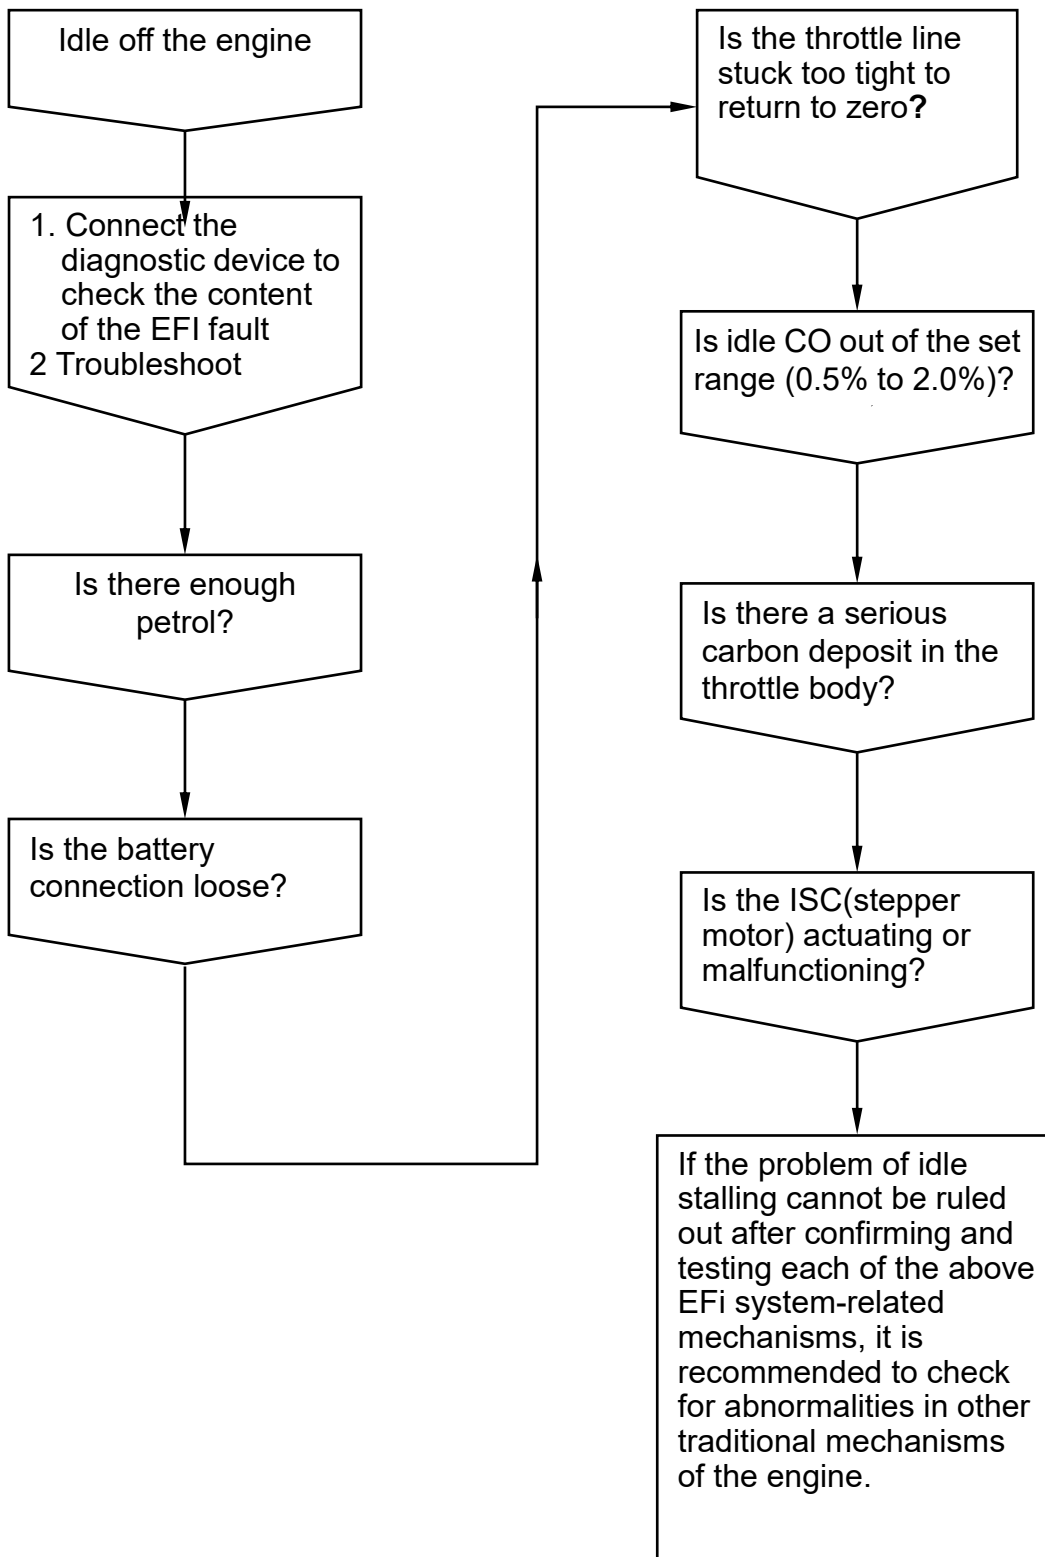 Idle off the engine
1. Connect the
diagnostic device to
check the content
of the EFI fault
2 Troubleshoot
Is there enough
petrol?
Is the battery
connection loose?
Is the throttle line
stuck too tight to
return to zero?
Is idle CO out of the set
range (0.5% to 2.0%)?
Is there a serious
carbon deposit in the
throttle body?
Is the ISC(stepper
motor) actuating or
malfunctioning?
If the problem of idle
stalling cannot be ruled
out after confirming and
testing each of the above
EFi system-related
mechanisms, it is
recommended to check
for abnormalities in other
traditional mechanisms
of the engine.